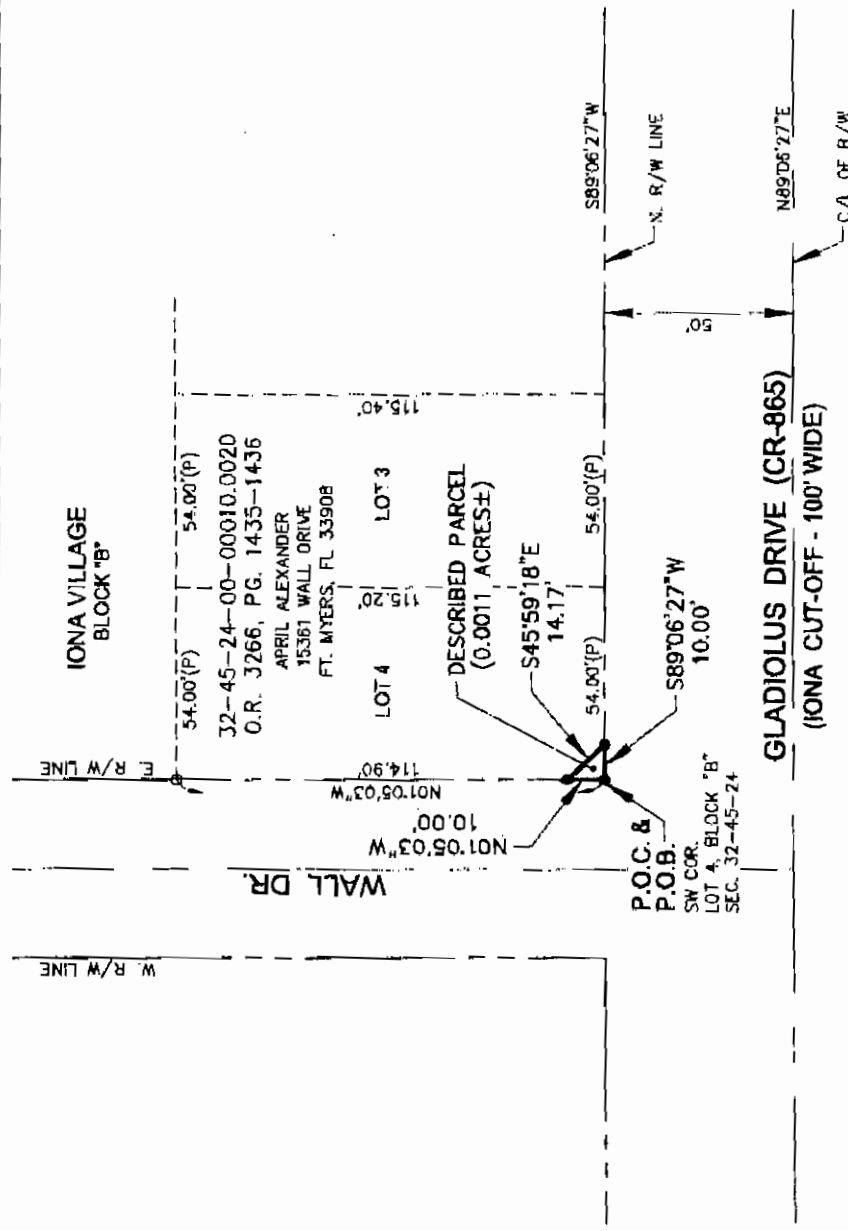 IONA VILLAGE
BLOCK "B"
E. R/W LINE
W. R/W LINE
54.00'(P)
54.00'(P)
32-45-24-00-00010.0020
O.R. 3266, PG. 1435-1436
APRIL ALEXANDER
15361 WALL DRIVE
FT. MYERS, FL 33908
LOT 4
LOT 3
114.90'
115.20'
115.40'
N01°05'03"W
N01°05'03"W
10.00'
WALL DR.
DESCRIBED PARCEL
(0.0011 ACRES±)
S45°59'18"E
14.17'
54.00'(P)
54.00'(P)
S89°06'27"W
10.00'
P.O.C. &
P.O.B.
SW COR.
LOT 4, BLOCK "B"
SEC. 32-45-24
S89°06'27"W
N. R/W LINE
50'
N89°06'27"E
C/L OF R/W
GLADIOLUS DRIVE (CR-865)
(IONA CUT-OFF - 100' WIDE)